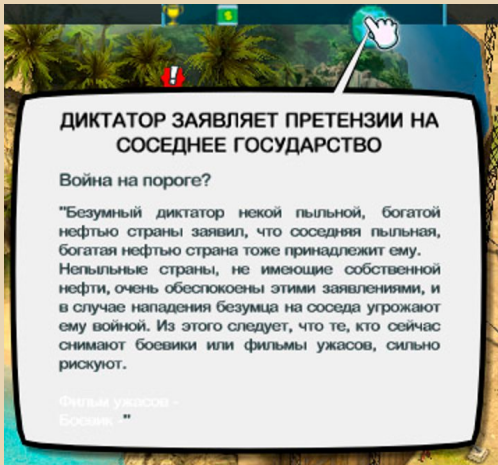 ДИКТАТОР ЗАЯВЛЯЕТ ПРЕТЕНЗИИ НА
СОСЕДНЕЕ ГОСУДАРСТВО
Война на пороге?
"Безумный диктатор некой пыльной, богатой
нефтью страны заявил, что соседняя пыльная,
богатая нефтью страна тоже принадлежит ему.
Непыльные страны, не имеющие собственной
нефти, очень обеспокоены этими заявлениями, и
в случае нападения безумца на соседа угрожают
ему войной. Из этого следует, что те, кто сейчас
снимают боевики или фильмы ужасов, сильно
рискуют.
Фильм ужасов -
Боевик -"